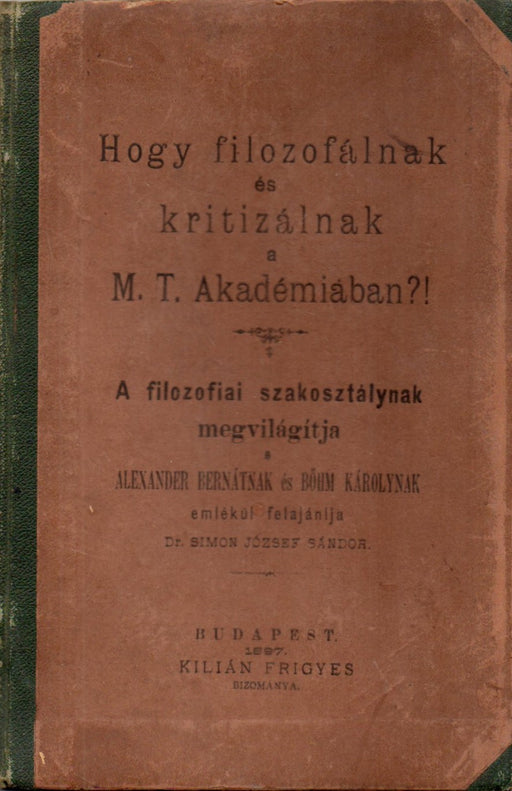 Hogy filozofálnak
és
kritizálnak
a
M. T. Akadémiában?!
A filozofiai szakosztálynak
megvilágítja
s
ALEXANDER BERNÁTNAK és BÖHM KÁROLYNAK
emlékül felajánlja
Dr. SIMON JÓZSEF SÁNDOR.
BUDAPEST.
1897.
KILIÁN FRIGYES
BIZOMÁNYA.